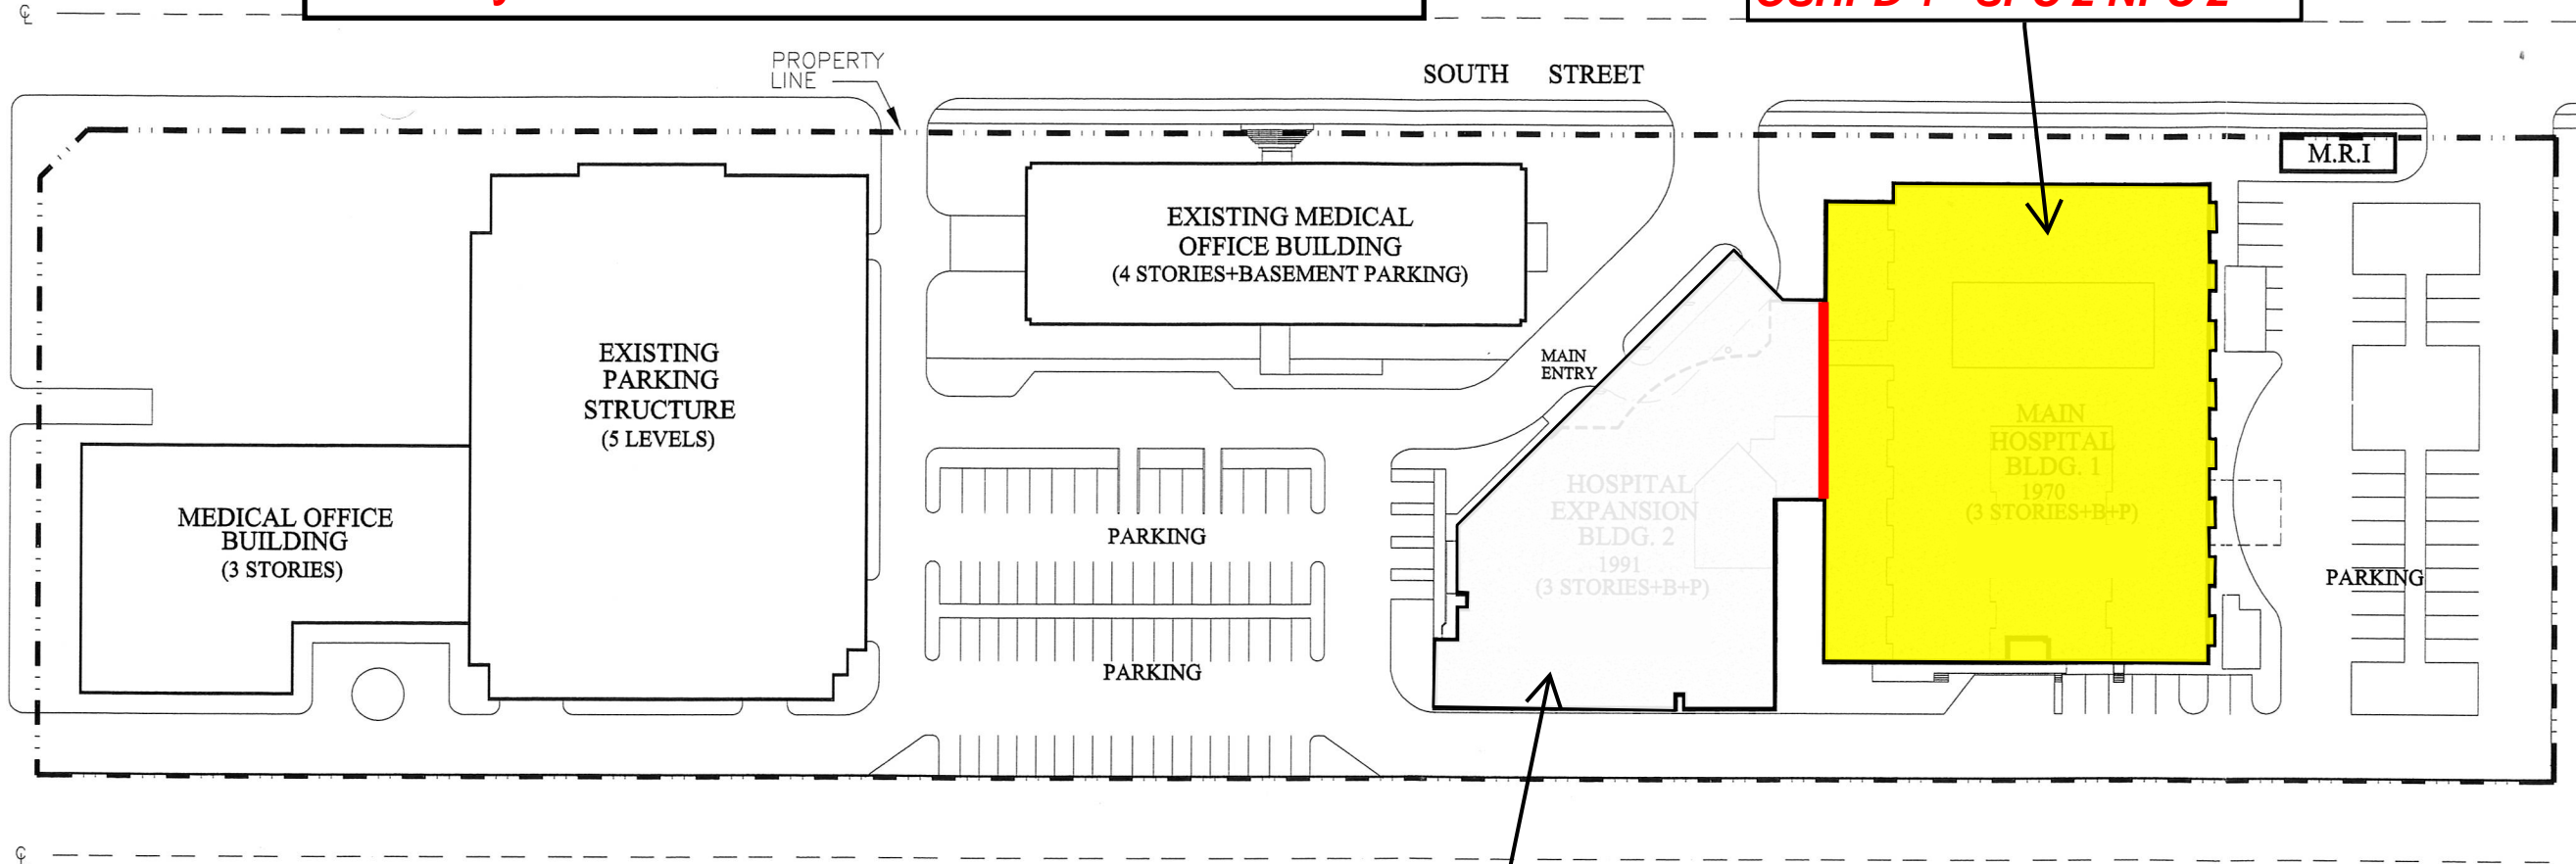 PROPERTY
LINE
SOUTH STREET
M.R.I
EXISTING MEDICAL
OFFICE BUILDING
(4 STORIES+BASEMENT PARKING)
EXISTING
PARKING
STRUCTURE
(5 LEVELS)
MAIN
ENTRY
MAIN
HOSPITAL
BLDG. 1
1970
(3 STORIES+B+P)
HOSPITAL
EXPANSION
BLDG. 2
1991
(3 STORIES+B+P)
MEDICAL OFFICE
BUILDING
(3 STORIES)
PARKING
PARKING
PARKING